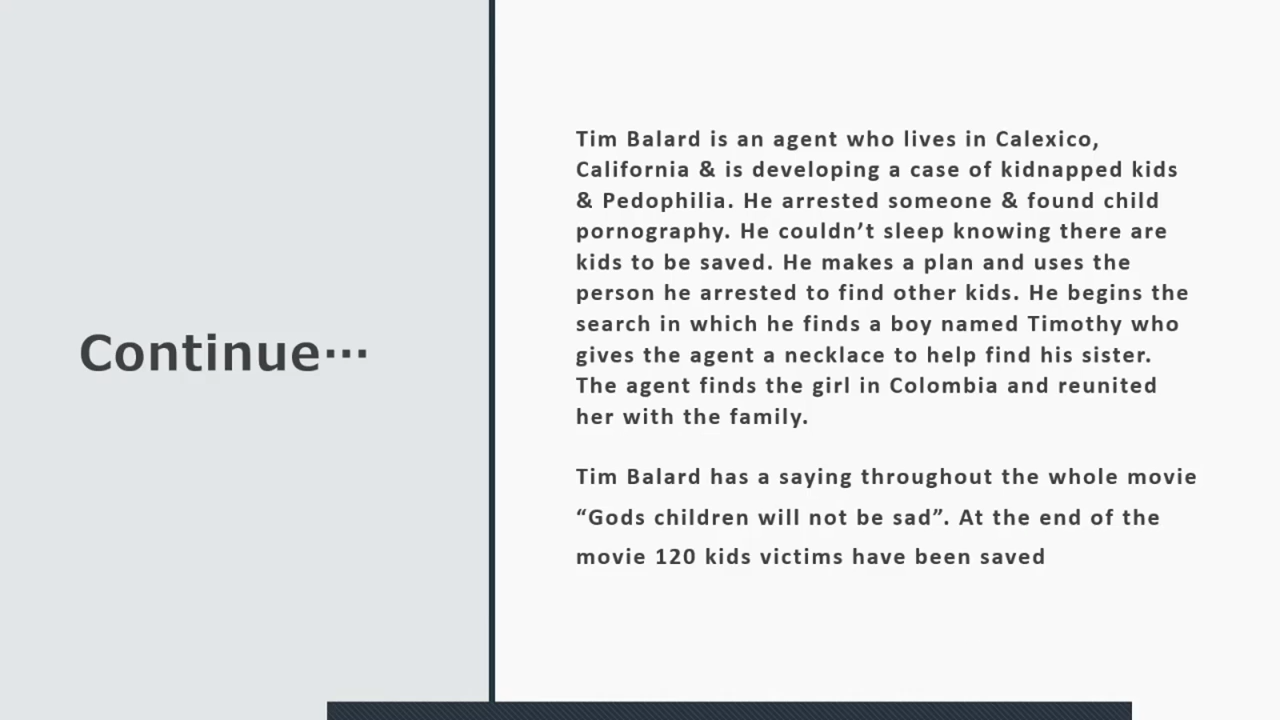 Continue…
Tim Balard is an agent who lives in Calexico,
California & is developing a case of kidnapped kids
& Pedophilia. He arrested someone & found child
pornography. He couldn’t sleep knowing there are
kids to be saved. He makes a plan and uses the
person he arrested to find other kids. He begins the
search in which he finds a boy named Timothy who
gives the agent a necklace to help find his sister.
The agent finds the girl in Colombia and reunited
her with the family.
Tim Balard has a saying throughout the whole movie
“Gods children will not be sad”. At the end of the
movie 120 kids victims have been saved